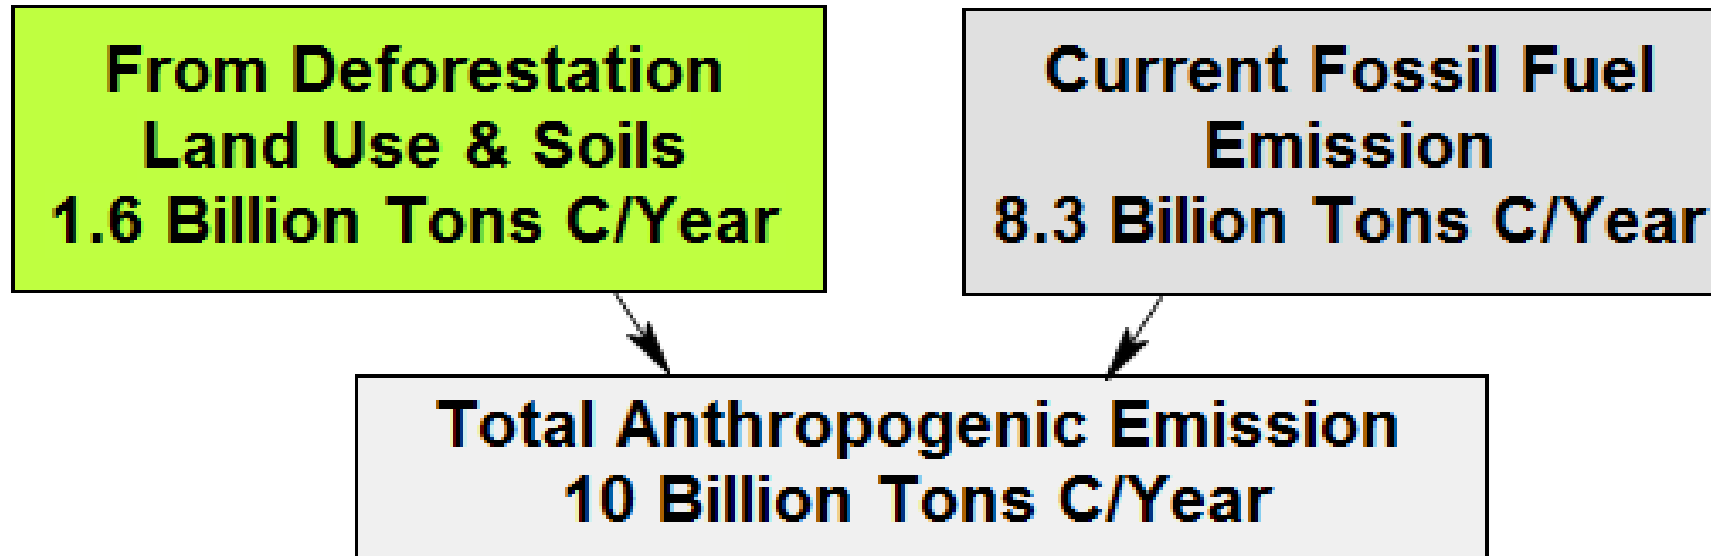 From Deforestation
Land Use & Soils
1.6 Billion Tons C/Year
Current Fossil Fuel
Emission
8.3 Bilion Tons C/Year
Total Anthropogenic Emission
10 Billion Tons C/Year